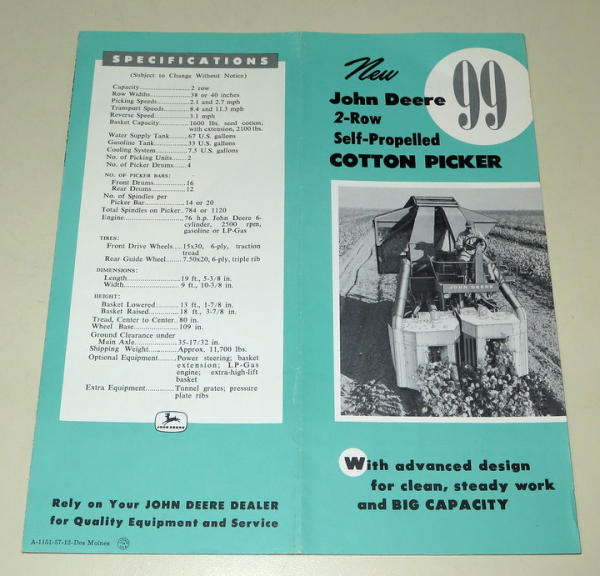 SPECIFICATIONS
(Subject to Change Without Notice)
Capacity....................2 row
Row Widths..............38 or 40 inches
Picking Speeds..........2.1 and 2.7 mph
Transport Speeds.......8.4 and 11.3 mph
Reverse Speed..........3.1 mph
Basket Capacity.........1600 lbs. seed cotton;
with extension, 2100 lbs.
Water Supply Tank......67 U.S. gallons
Gasoline Tank............33 U.S. gallons
Cooling System..........7.5 U.S. gallons
No. of Picking Units.....2
No. of Picker Drums.....4
NO. OF PICKER BARS:
Front Drums..............16
Rear Drums...............12
No. of Spindles per
Picker Bar................14 or 20
Total Spindles on Picker..784 or 1120
Engine......................76 h.p. John Deere 6-
cylinder, 2500 rpm,
gasoline or LP-Gas
TIRES:
Front Drive Wheels....15x30, 6-ply, traction
tread
Rear Guide Wheel......7.50x20, 6-ply, triple rib
DIMENSIONS:
Length....................19 ft., 5-3/8 in.
Width.....................9 ft., 10-3/8 in.
HEIGHT:
Basket Lowered.........13 ft., 1-7/8 in.
Basket Raised...........18 ft., 3-7/8 in.
Tread, Center to Center..80 in.
Wheel Base...............109 in.
Ground Clearance under
Main Axle................35-17/32 in.
Shipping Weight..........Approx. 11,700 lbs.
Optional Equipment......Power steering; basket
extension; LP-Gas
engine; extra-high-lift
basket
Extra Equipment..........Tunnel grates; pressure
plate ribs
JOHN DEERE
Rely on Your JOHN DEERE DEALER
for Quality Equipment and Service
A-1151-57-12-Des Moines
New
99
John Deere
2-Row
Self-Propelled
COTTON PICKER
JOHN DEERE
With advanced design
for clean, steady work
and BIG CAPACITY